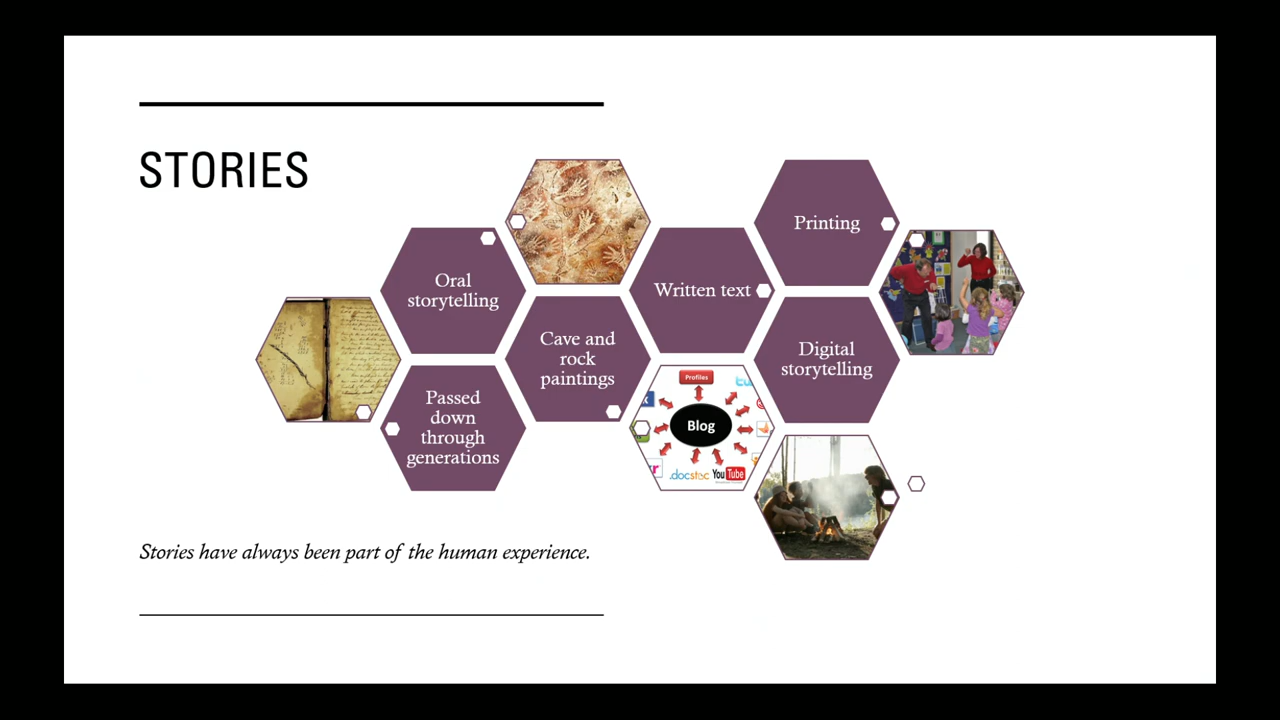 STORIES
Printing
Oral
storytelling
Written text
Cave and
rock
paintings
Digital
storytelling
Passed
down
through
generations
Profiles
Blog
.docstoc YouTube
Stories have always been part of the human experience.